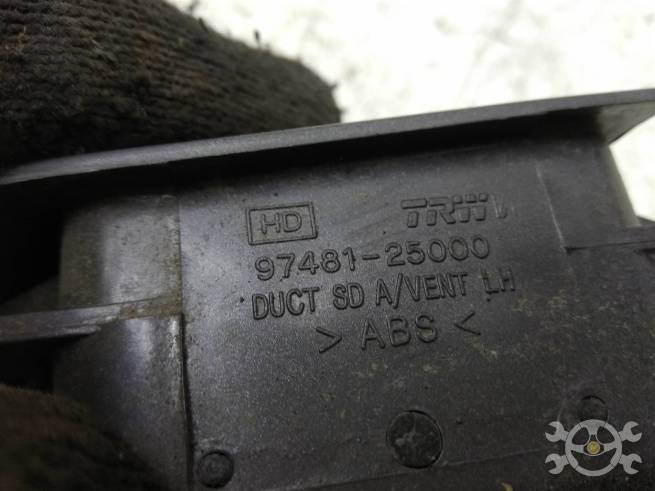 HD TRW
97481-25000
DUCT SD A/VENT LH
> ABS <